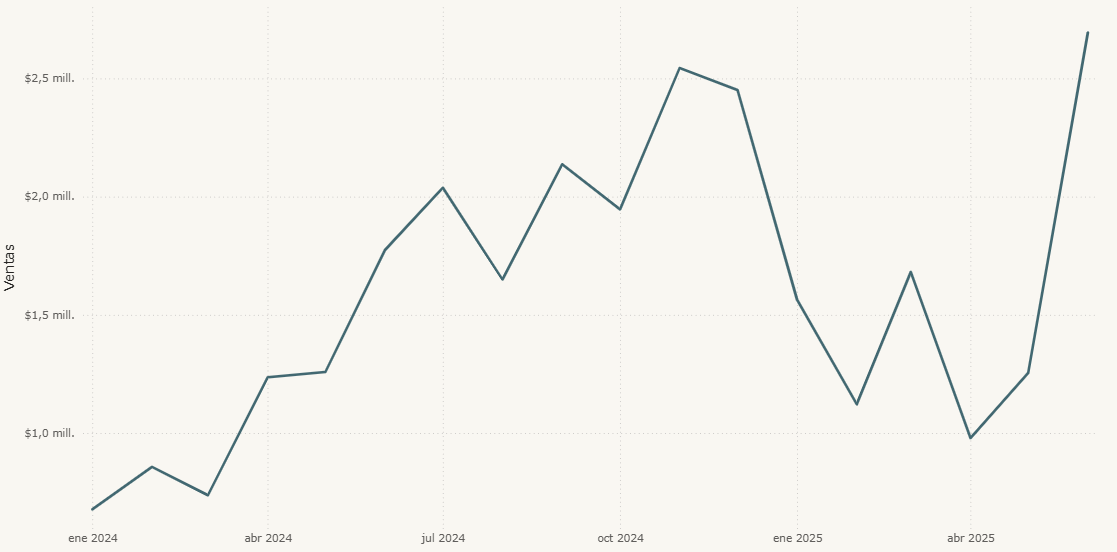 $2,5 mill.
$2,0 mill.
$1,5 mill.
$1,0 mill.
Ventas
ene 2024
abr 2024
jul 2024
oct 2024
ene 2025
abr 2025